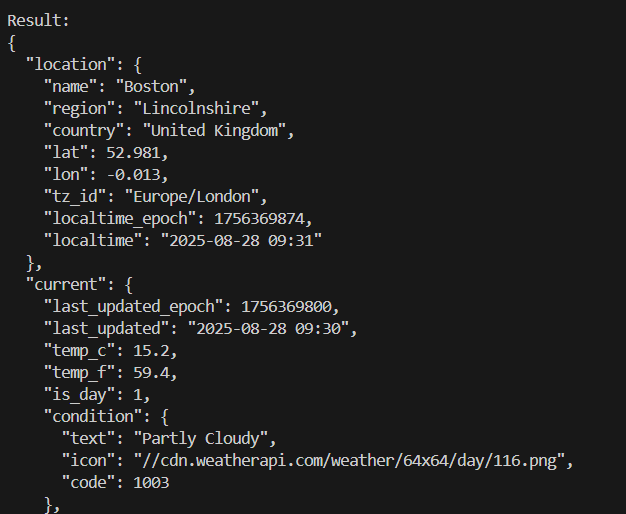 Result:
{
  "location": {
    "name": "Boston",
    "region": "Lincolnshire",
    "country": "United Kingdom",
    "lat": 52.981,
    "lon": -0.013,
    "tz_id": "Europe/London",
    "localtime_epoch": 1756369874,
    "localtime": "2025-08-28 09:31"
  },
  "current": {
    "last_updated_epoch": 1756369800,
    "last_updated": "2025-08-28 09:30",
    "temp_c": 15.2,
    "temp_f": 59.4,
    "is_day": 1,
    "condition": {
      "text": "Partly Cloudy",
      "icon": "//cdn.weatherapi.com/weather/64x64/day/116.png",
      "code": 1003
    },